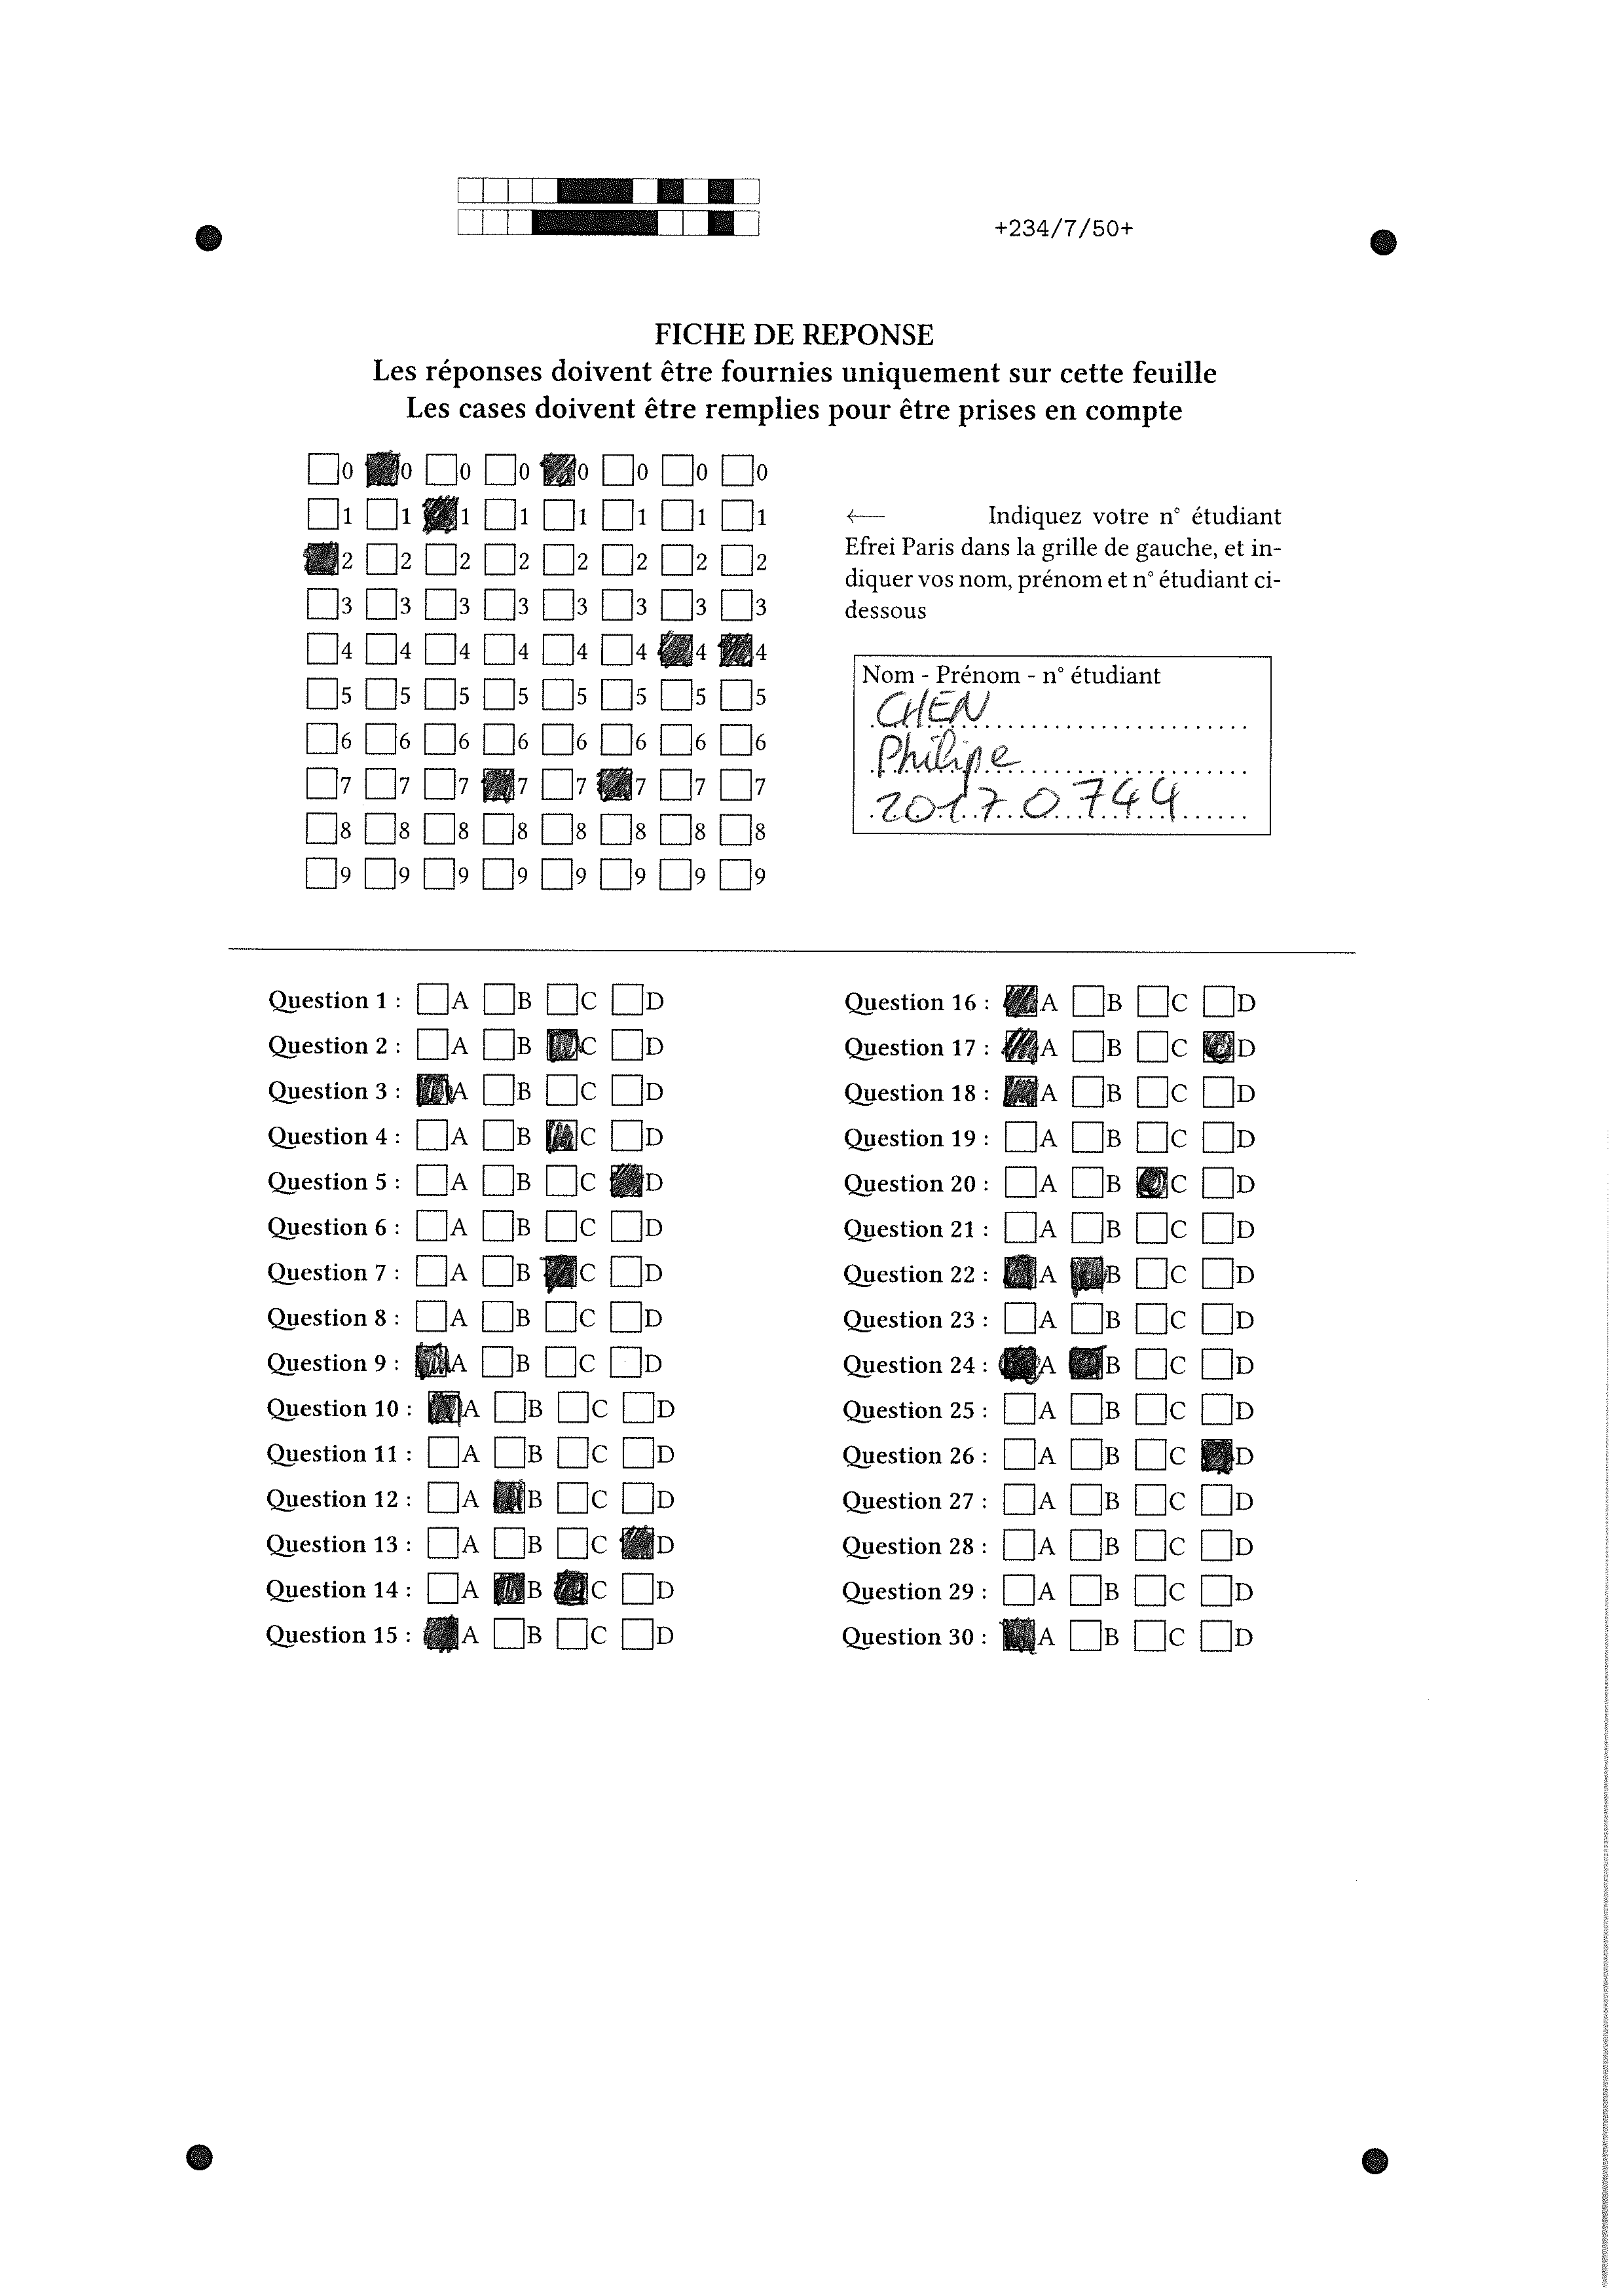 +234/7/50+
FICHE DE REPONSE
Les réponses doivent être fournies uniquement sur cette feuille
Les cases doivent être remplies pour être prises en compte
0 0 0 0 0 0 0 0
1 1 1 1 1 1 1 1
2 2 2 2 2 2 2 2
3 3 3 3 3 3 3 3
4 4 4 4 4 4 4 4
5 5 5 5 5 5 5 5
6 6 6 6 6 6 6 6
7 7 7 7 7 7 7 7
8 8 8 8 8 8 8 8
9 9 9 9 9 9 9 9
← Indiquez votre n° étudiant
Efrei Paris dans la grille de gauche, et in-
diquer vos nom, prénom et n° étudiant ci-
dessous
Nom - Prénom - n° étudiant
CHEN
Philipe
20170744
Question 1 : A B C D
Question 2 : A B C D
Question 3 : A B C D
Question 4 : A B C D
Question 5 : A B C D
Question 6 : A B C D
Question 7 : A B C D
Question 8 : A B C D
Question 9 : A B C D
Question 10 : A B C D
Question 11 : A B C D
Question 12 : A B C D
Question 13 : A B C D
Question 14 : A B C D
Question 15 : A B C D
Question 16 : A B C D
Question 17 : A B C D
Question 18 : A B C D
Question 19 : A B C D
Question 20 : A B C D
Question 21 : A B C D
Question 22 : A B C D
Question 23 : A B C D
Question 24 : A B C D
Question 25 : A B C D
Question 26 : A B C D
Question 27 : A B C D
Question 28 : A B C D
Question 29 : A B C D
Question 30 : A B C D